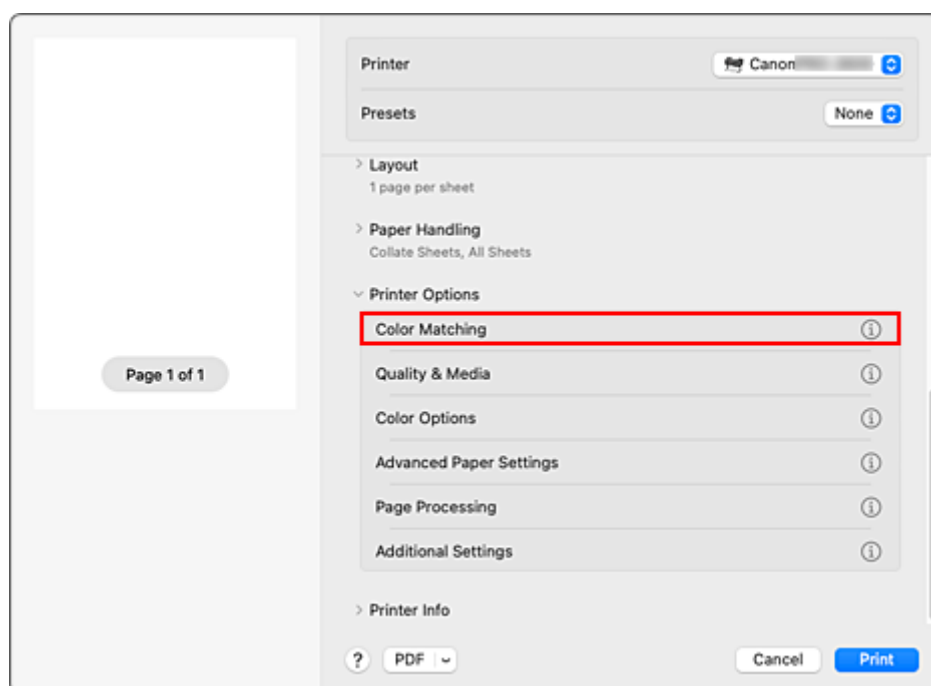 Printer
Canon
Presets
None
Layout
1 page per sheet
Paper Handling
Collate Sheets, All Sheets
Printer Options
Color Matching
Quality & Media
Page 1 of 1
Color Options
Advanced Paper Settings
Page Processing
Additional Settings
Printer Info
? PDF
Cancel
Print